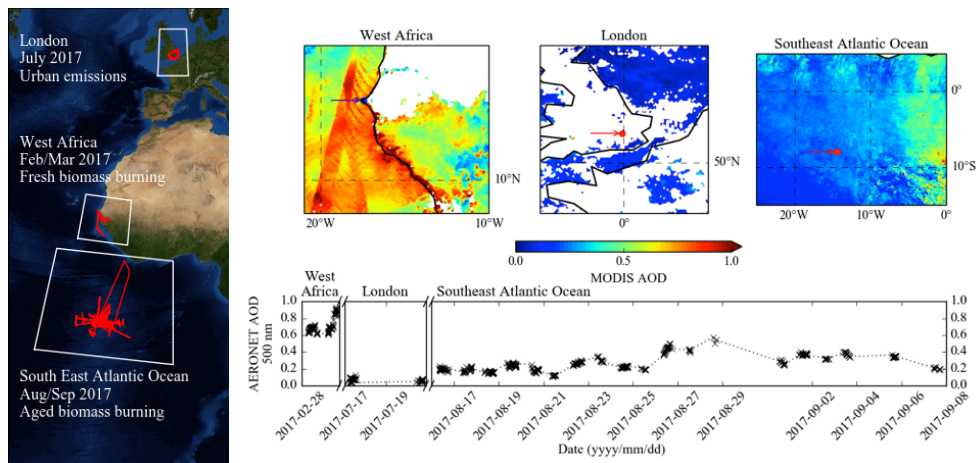 London
July 2017
Urban emissions
West Africa
Feb/Mar 2017
Fresh biomass burning
South East Atlantic Ocean
Aug/Sep 2017
Aged biomass burning
West Africa
10°N
20°W
10°W
London
50°N
0°
Southeast Atlantic Ocean
0°
10°S
20°W
10°W
0°
0.0
0.5
1.0
MODIS AOD
West
Africa
London
Southeast Atlantic Ocean
AERONET AOD
500 nm
1.0
0.8
0.6
0.4
0.2
0.0
1.0
0.8
0.6
0.4
0.2
0.0
2017-02-28
2017-07-17
2017-07-19
2017-08-17
2017-08-19
2017-08-21
2017-08-23
2017-08-25
2017-08-27
2017-08-29
2017-09-02
2017-09-04
2017-09-06
2017-09-08
Date (yyyy/mm/dd)